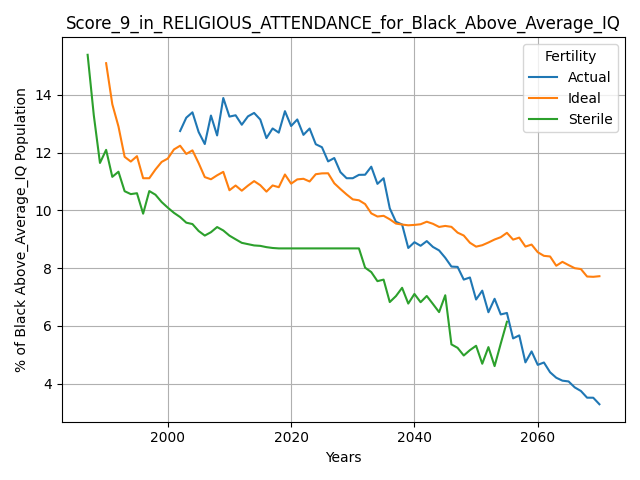 Score_9_in_RELIGIOUS_ATTENDANCE_for_Black_Above_Average_IQ
Fertility
Actual
Ideal
Sterile
% of Black Above_Average_IQ Population
14
12
10
8
6
4
2000
2020
2040
2060
Years